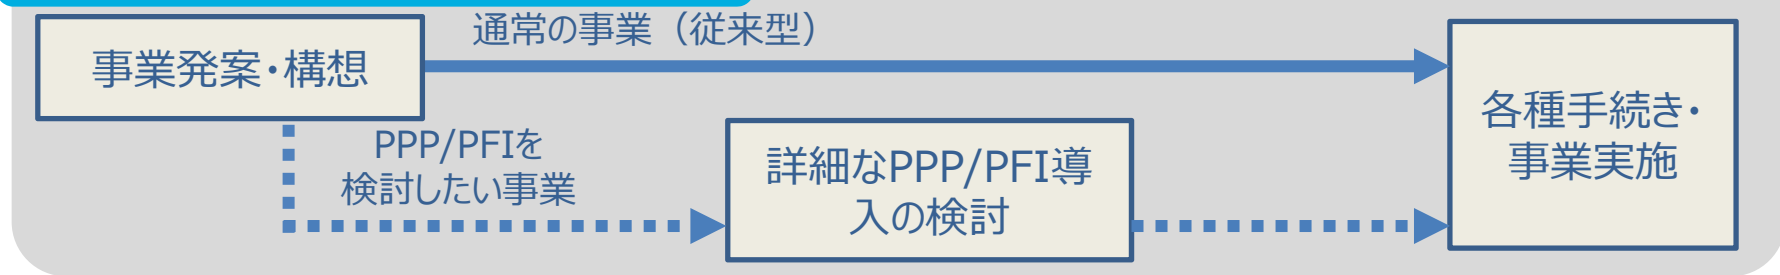 通常の事業（従来型）
事業発案・構想
各種手続き・
事業実施
PPP/PFIを
検討したい事業
詳細なPPP/PFI導
入の検討